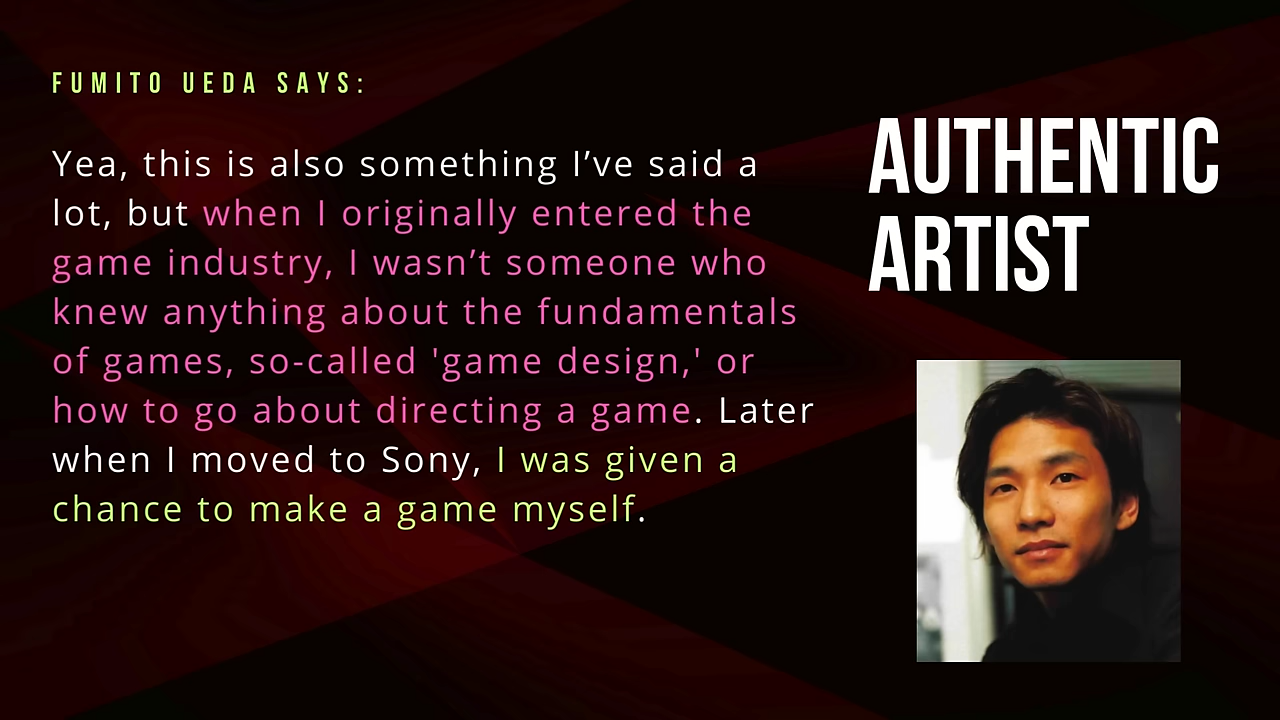 FUMITO UEDA SAYS:
Yea, this is also something I’ve said a
lot, but when I originally entered the
game industry, I wasn’t someone who
knew anything about the fundamentals
of games, so-called 'game design,' or
how to go about directing a game. Later
when I moved to Sony, I was given a
chance to make a game myself.
AUTHENTIC
ARTIST